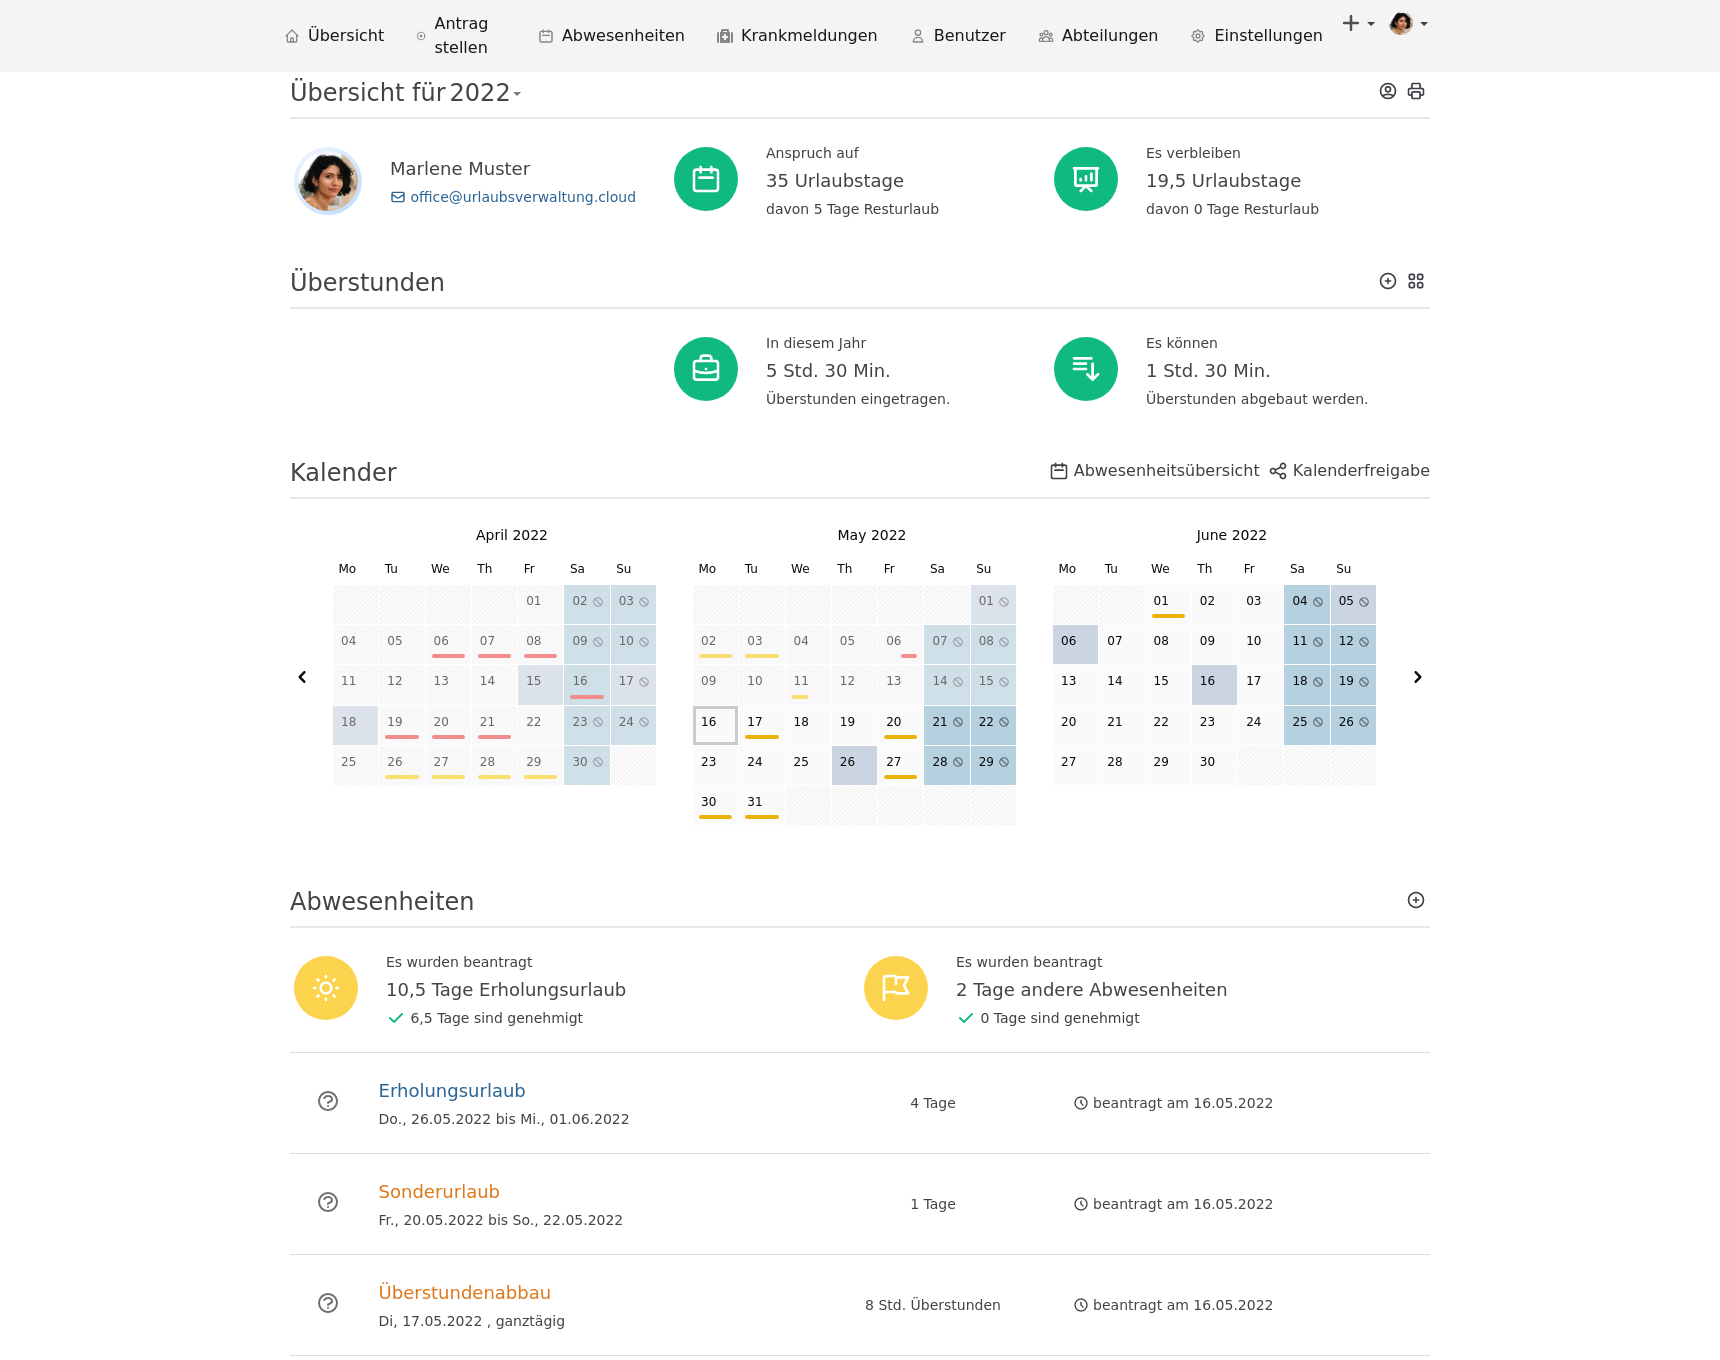 Übersicht
Antrag stellen
Abwesenheiten
Krankmeldungen
Benutzer
Abteilungen
Einstellungen
Übersicht für 2022
Marlene Muster
office@urlaubsverwaltung.cloud
Anspruch auf
35 Urlaubstage
davon 5 Tage Resturlaub
Es verbleiben
19,5 Urlaubstage
davon 0 Tage Resturlaub
Überstunden
In diesem Jahr
5 Std. 30 Min.
Überstunden eingetragen.
Es können
1 Std. 30 Min.
Überstunden abgebaut werden.
Kalender
Abwesenheitsübersicht
Kalenderfreigabe
April 2022
Mo Tu We Th Fr Sa Su
01 02 03
04 05 06 07 08 09 10
11 12 13 14 15 16 17
18 19 20 21 22 23 24
25 26 27 28 29 30
May 2022
Mo Tu We Th Fr Sa Su
01
02 03 04 05 06 07 08
09 10 11 12 13 14 15
16 17 18 19 20 21 22
23 24 25 26 27 28 29
30 31
June 2022
Mo Tu We Th Fr Sa Su
01 02 03 04 05
06 07 08 09 10 11 12
13 14 15 16 17 18 19
20 21 22 23 24 25 26
27 28 29 30
Abwesenheiten
Es wurden beantragt
10,5 Tage Erholungsurlaub
6,5 Tage sind genehmigt
Es wurden beantragt
2 Tage andere Abwesenheiten
0 Tage sind genehmigt
Erholungsurlaub
Do., 26.05.2022 bis Mi., 01.06.2022
4 Tage
beantragt am 16.05.2022
Sonderurlaub
Fr., 20.05.2022 bis So., 22.05.2022
1 Tage
beantragt am 16.05.2022
Überstundenabbau
Di, 17.05.2022 , ganztägig
8 Std. Überstunden
beantragt am 16.05.2022